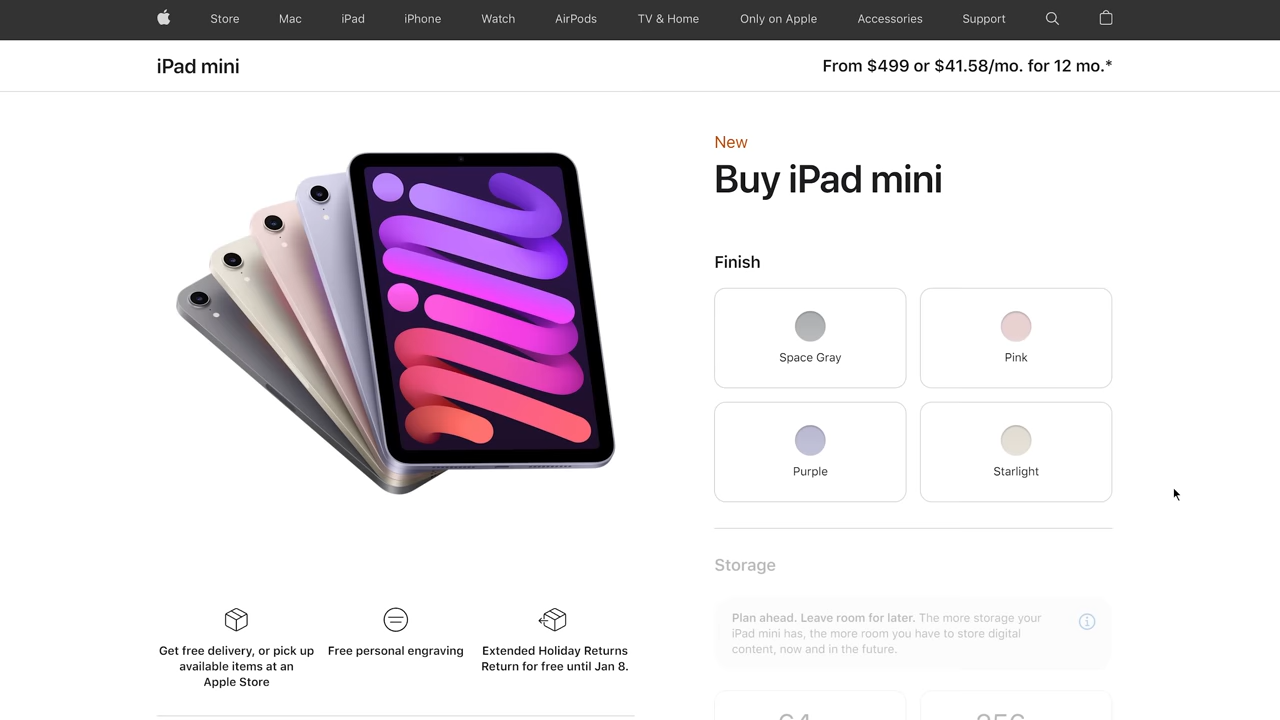 Store Mac iPad iPhone Watch AirPods TV & Home Only on Apple Accessories Support
iPad mini
From $499 or $41.58/mo. for 12 mo.*
New
Buy iPad mini
Finish
Space Gray
Pink
Purple
Starlight
Storage
Plan ahead. Leave room for later. The more storage your
iPad mini has, the more room you have to store digital
content, now and in the future.
64 256
Get free delivery, or pick up
available items at an
Apple Store
Free personal engraving
Extended Holiday Returns
Return for free until Jan 8.